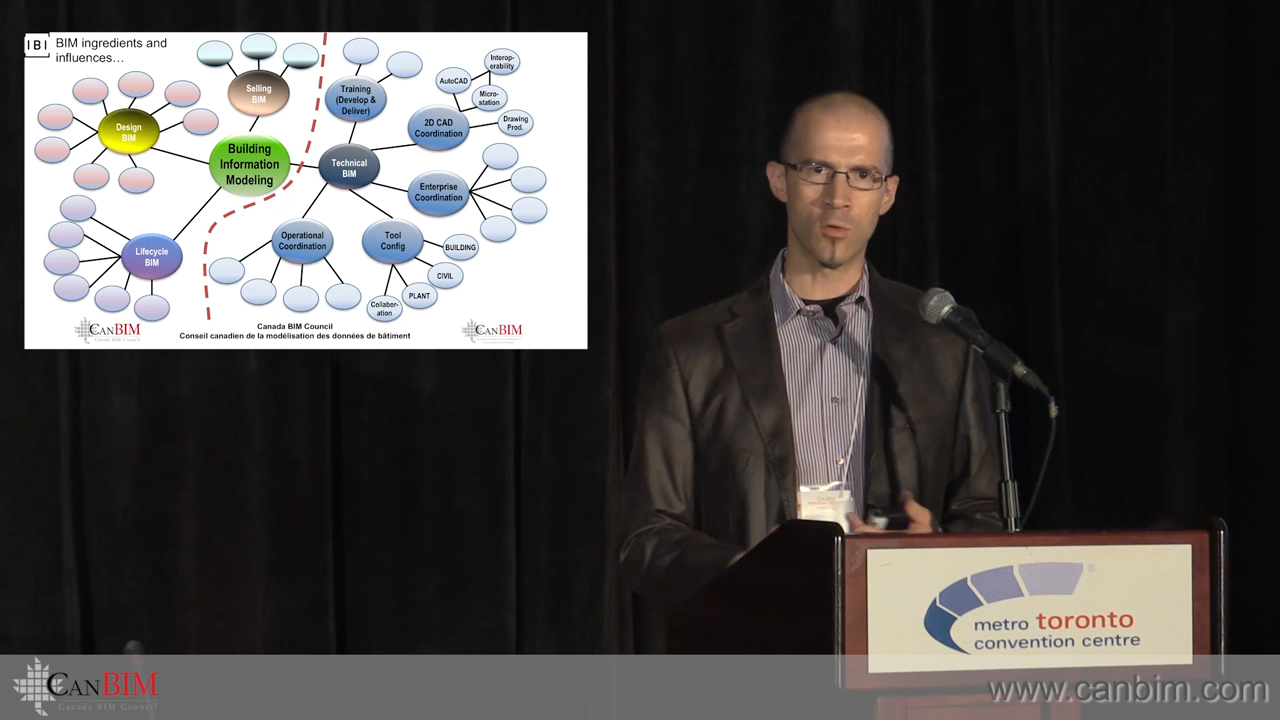 IBI
BIM ingredients and
influences…
Selling
BIM
Design
BIM
Building
Information
Modeling
Lifecycle
BIM
Training
(Develop &
Deliver)
Technical
BIM
2D CAD
Coordination
AutoCAD
Interop-
erability
Micro-
station
Drawing
Prod.
Enterprise
Coordination
Operational
Coordination
Tool
Config
BUILDING
CIVIL
PLANT
Collabor-
ation
CANBIM
Canada BIM Council
Canada BIM Council
Conseil canadien de la modélisation des données de bâtiment
CANBIM
metro toronto
convention centre
CANBIM
Canada BIM Council
www.canbim.com